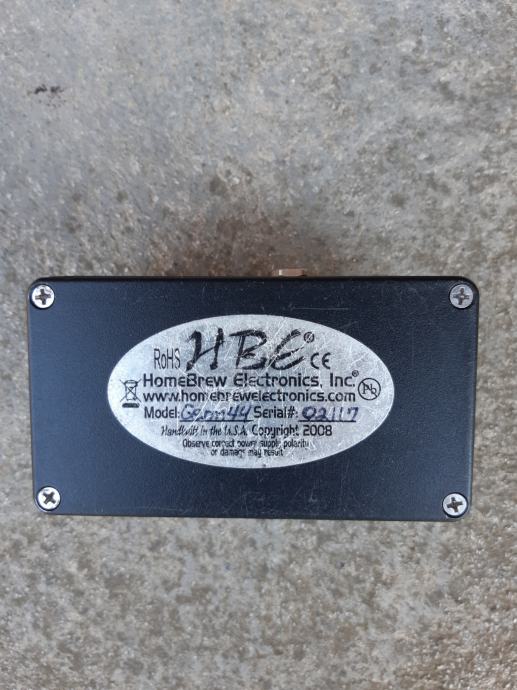 RoHS HBE® CE
HomeBrew Electronics, Inc.®
www.homebrewelectronics.com
Model: Germ44 Serial#: 02117
Handbuilt in the U.S.A. Copyright 2008
Observe correct power supply polarity
or damage may result